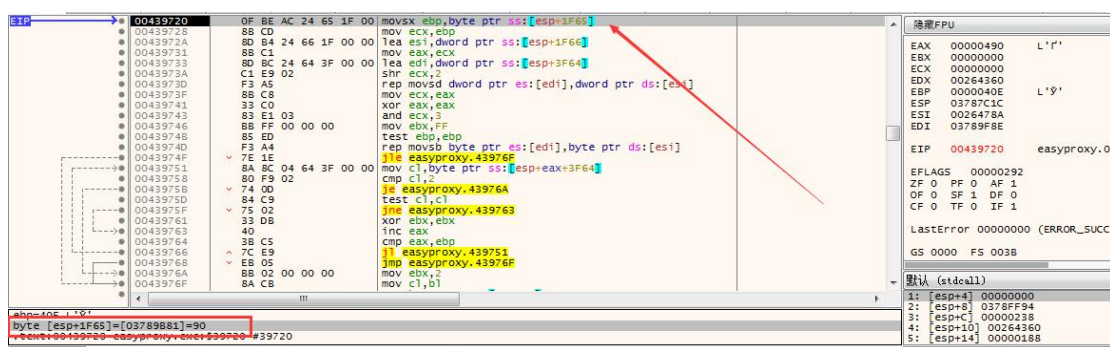 EIP
00439720 0F BE AC 24 65 1F 00 movsx ebp,byte ptr ss:[esp+1F65]
00439728 8B CD mov ecx,ebp
0043972A 8D B4 24 66 1F 00 00 lea esi,dword ptr ss:[esp+1F66]
00439731 8B C1 mov eax,ecx
00439733 8D BC 24 64 3F 00 00 lea edi,dword ptr ss:[esp+3F64]
0043973A C1 E9 02 shr ecx,2
0043973D F3 A5 rep movsd dword ptr es:[edi],dword ptr ds:[esi]
0043973F 8B C8 mov ecx,eax
00439741 33 C0 xor eax,eax
00439743 83 E1 03 and ecx,3
00439746 BB FF 00 00 00 mov ebx,FF
0043974B 85 ED test ebp,ebp
0043974D F3 A4 rep movsb byte ptr es:[edi],byte ptr ds:[esi]
0043974F 7E 1E jle easyproxy.43976F
00439751 8A 8C 04 64 3F 00 00 mov cl,byte ptr ss:[esp+eax+3F64]
00439758 80 F9 02 cmp cl,2
0043975B 74 0D je easyproxy.43976A
0043975D 84 C9 test cl,cl
0043975F 75 02 jne easyproxy.439763
00439761 33 DB xor ebx,ebx
00439763 40 inc eax
00439764 3B C5 cmp eax,ebp
00439766 7C E9 jl easyproxy.439751
00439768 EB 05 jmp easyproxy.43976F
0043976A BB 02 00 00 00 mov ebx,2
0043976F 8A CB mov cl,bl
byte [esp+1F65]=[03789B81]=90
.text:00439720 easyproxy.exe:$39720 #39720
隐藏FPU
EAX 00000490 L'Ґ'
EBX 00000000
ECX 00000000
EDX 00264360
EBP 0000040E L'Ў'
ESP 03787C1C
ESI 0026478A
EDI 03789F8E
EIP 00439720 easyproxy.0
EFLAGS 00000292
ZF 0 PF 0 AF 1
OF 0 SF 1 DF 0
CF 0 TF 0 IF 1
LastError 00000000 (ERROR_SUCC
GS 0000 FS 003B
默认 (stdcall)
1: [esp+4] 00000000
2: [esp+8] 0378FF94
3: [esp+C] 00000238
4: [esp+10] 00264360
5: [esp+14] 00000188